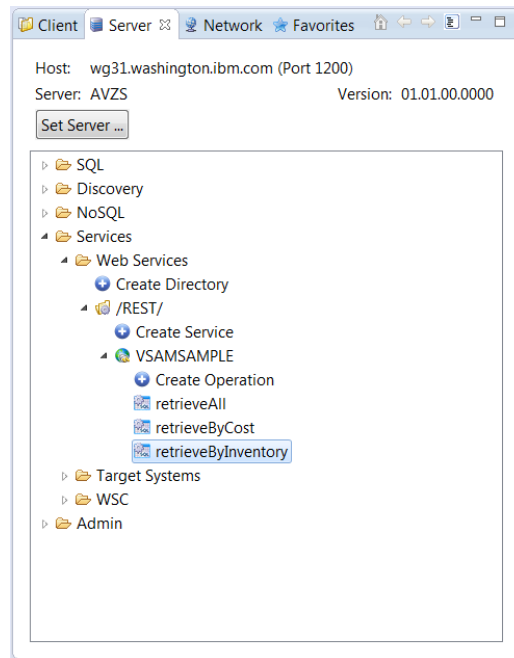 Client Server Network Favorites
Host: wg31.washington.ibm.com (Port 1200)
Server: AVZS Version: 01.01.00.0000
Set Server ...
SQL
Discovery
NoSQL
Services
Web Services
Create Directory
/REST/
Create Service
VSAMSAMPLE
Create Operation
retrieveAll
retrieveByCost
retrieveByInventory
Target Systems
WSC
Admin